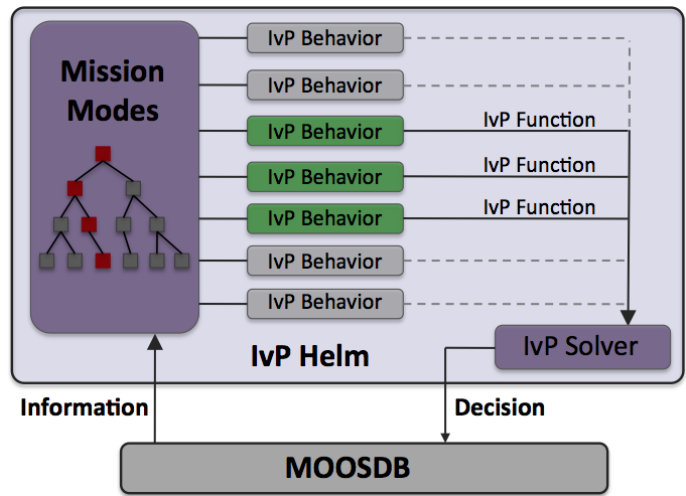 Mission
Modes
IvP Behavior
IvP Behavior
IvP Behavior
IvP Function
IvP Behavior
IvP Function
IvP Behavior
IvP Function
IvP Behavior
IvP Behavior
IvP Helm
IvP Solver
Information
Decision
MOOSDB